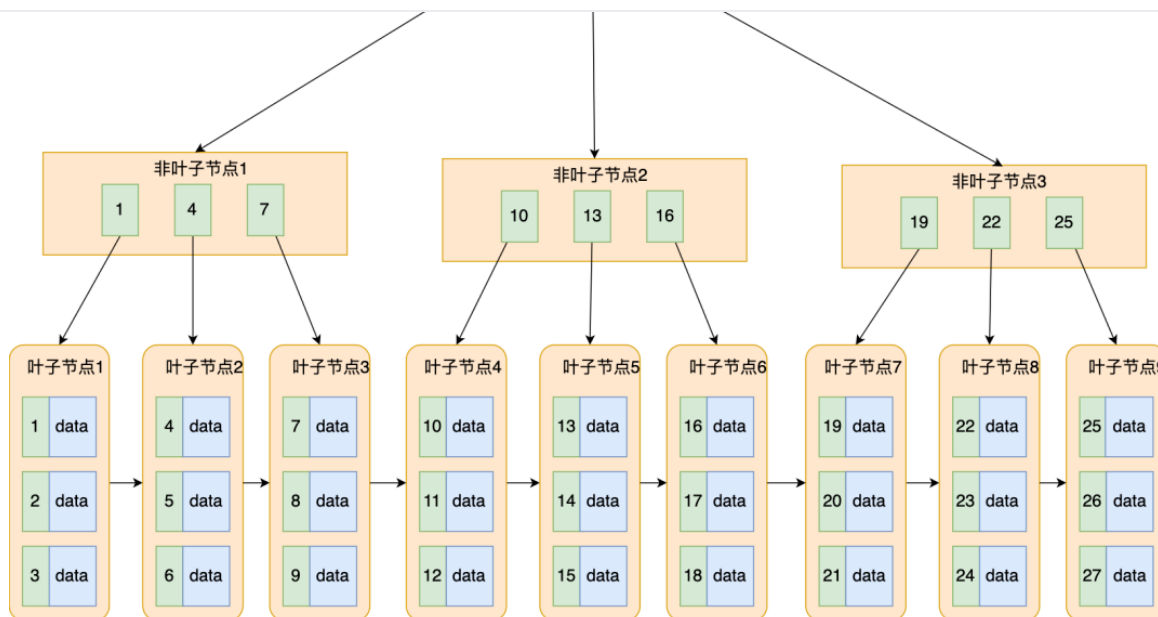 非叶子节点1
1 4 7
非叶子节点2
10 13 16
非叶子节点3
19 22 25
叶子节点1
1 data
2 data
3 data
叶子节点2
4 data
5 data
6 data
叶子节点3
7 data
8 data
9 data
叶子节点4
10 data
11 data
12 data
叶子节点5
13 data
14 data
15 data
叶子节点6
16 data
17 data
18 data
叶子节点7
19 data
20 data
21 data
叶子节点8
22 data
23 data
24 data
叶子节点9
25 data
26 data
27 data